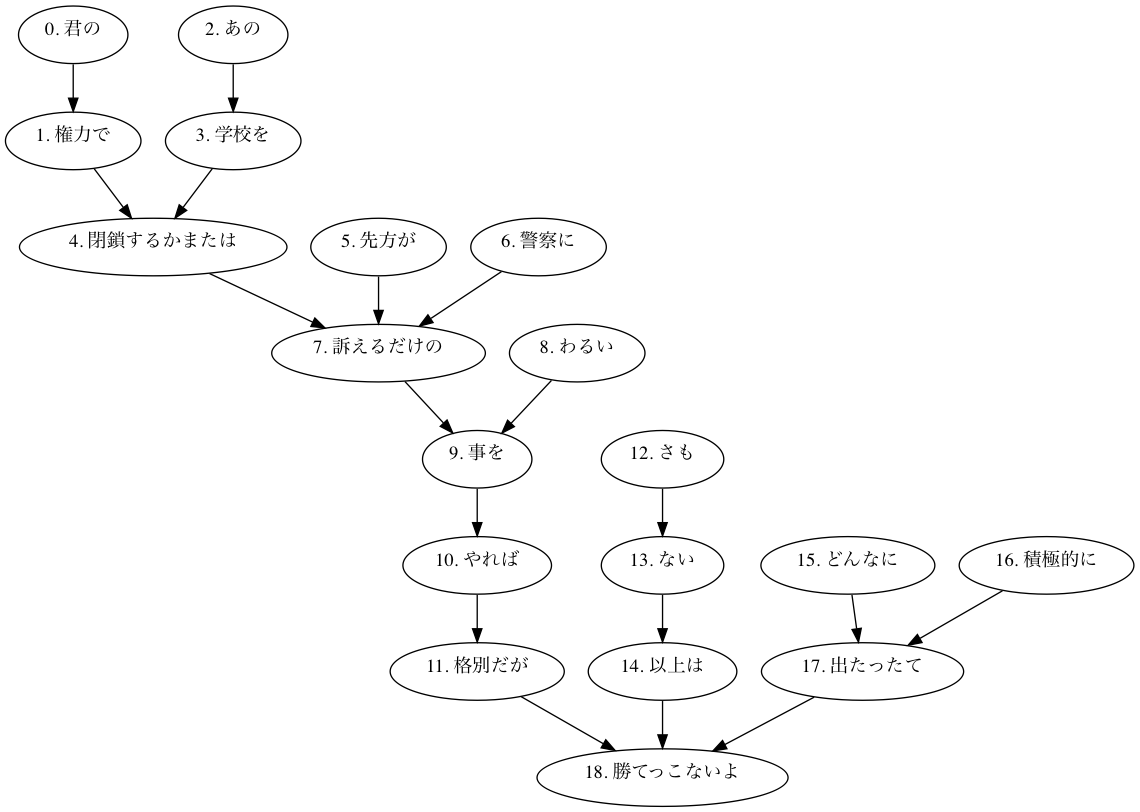 0. 君の
2. あの
1. 権力で
3. 学校を
4. 閉鎖するかまたは
5. 先方が
6. 警察に
7. 訴えるだけの
8. わるい
9. 事を
12. さも
10. やれば
13. ない
15. どんなに
16. 積極的に
11. 格別だが
14. 以上は
17. 出たったて
18. 勝てっこないよ